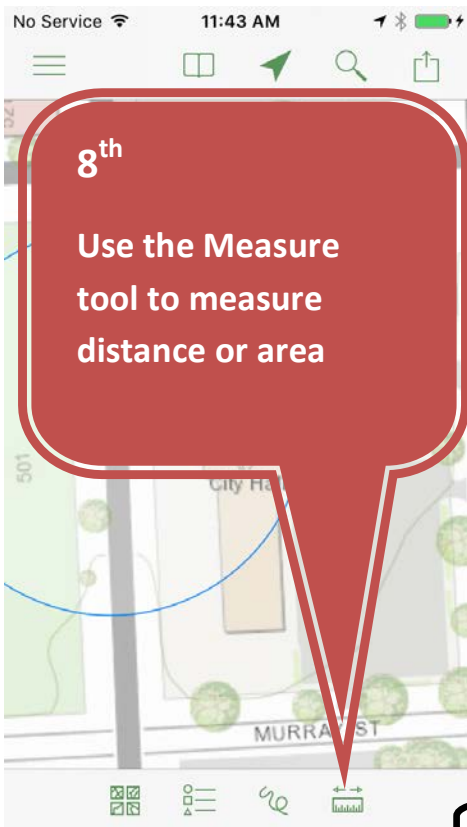 No Service 11:43 AM
8th
Use the Measure
tool to measure
distance or area
501
City Ha
MURRAY ST